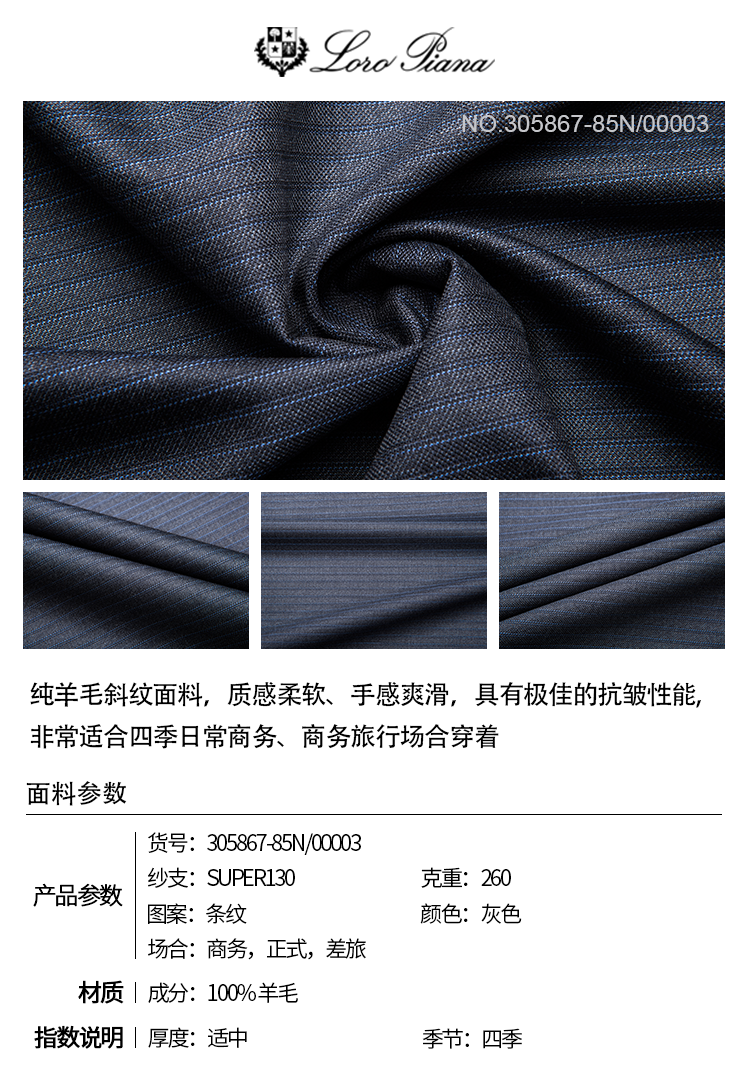 Loro Piana
NO.305867-85N/00003
纯羊毛斜纹面料，质感柔软、手感爽滑，具有极佳的抗皱性能,
非常适合四季日常商务、商务旅行场合穿着
面料参数
产品参数
货号：305867-85N/00003
纱支：SUPER130 克重：260
图案：条纹 颜色：灰色
场合：商务，正式，差旅
材质 成分：100%羊毛
指数说明 厚度：适中 季节：四季